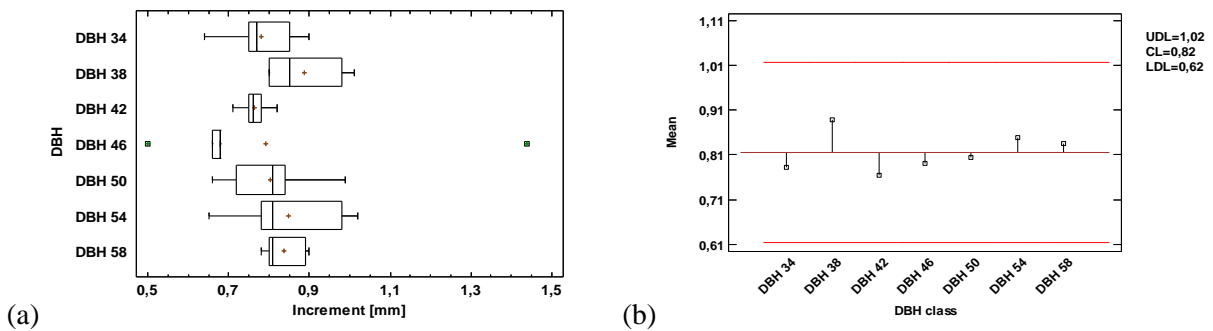 DBH
DBH 34
DBH 38
DBH 42
DBH 46
DBH 50
DBH 54
DBH 58
0,5 0,7 0,9 1,1 1,3 1,5
Increment [mm]
(a)
Mean
1,11
1,01
0,91
0,81
0,71
0,61
DBH 34 DBH 38 DBH 42 DBH 46 DBH 50 DBH 54 DBH 58
DBH class
UDL=1,02
CL=0,82
LDL=0,62
(b)